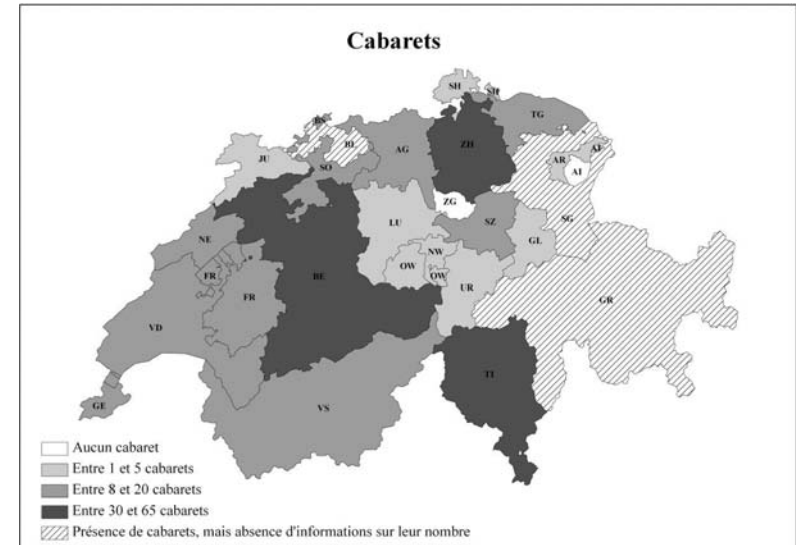 Cabarets
SH
SH
TG
BS
BL
AG
ZH
JU
SO
AR
AI
AI
ZG
LU
SZ
SG
NE
NW
GL
FR
OW
OW
BE
UR
GR
FR
VD
TI
GE
VS
Aucun cabaret
Entre 1 et 5 cabarets
Entre 8 et 20 cabarets
Entre 30 et 65 cabarets
Présence de cabarets, mais absence d'informations sur leur nombre